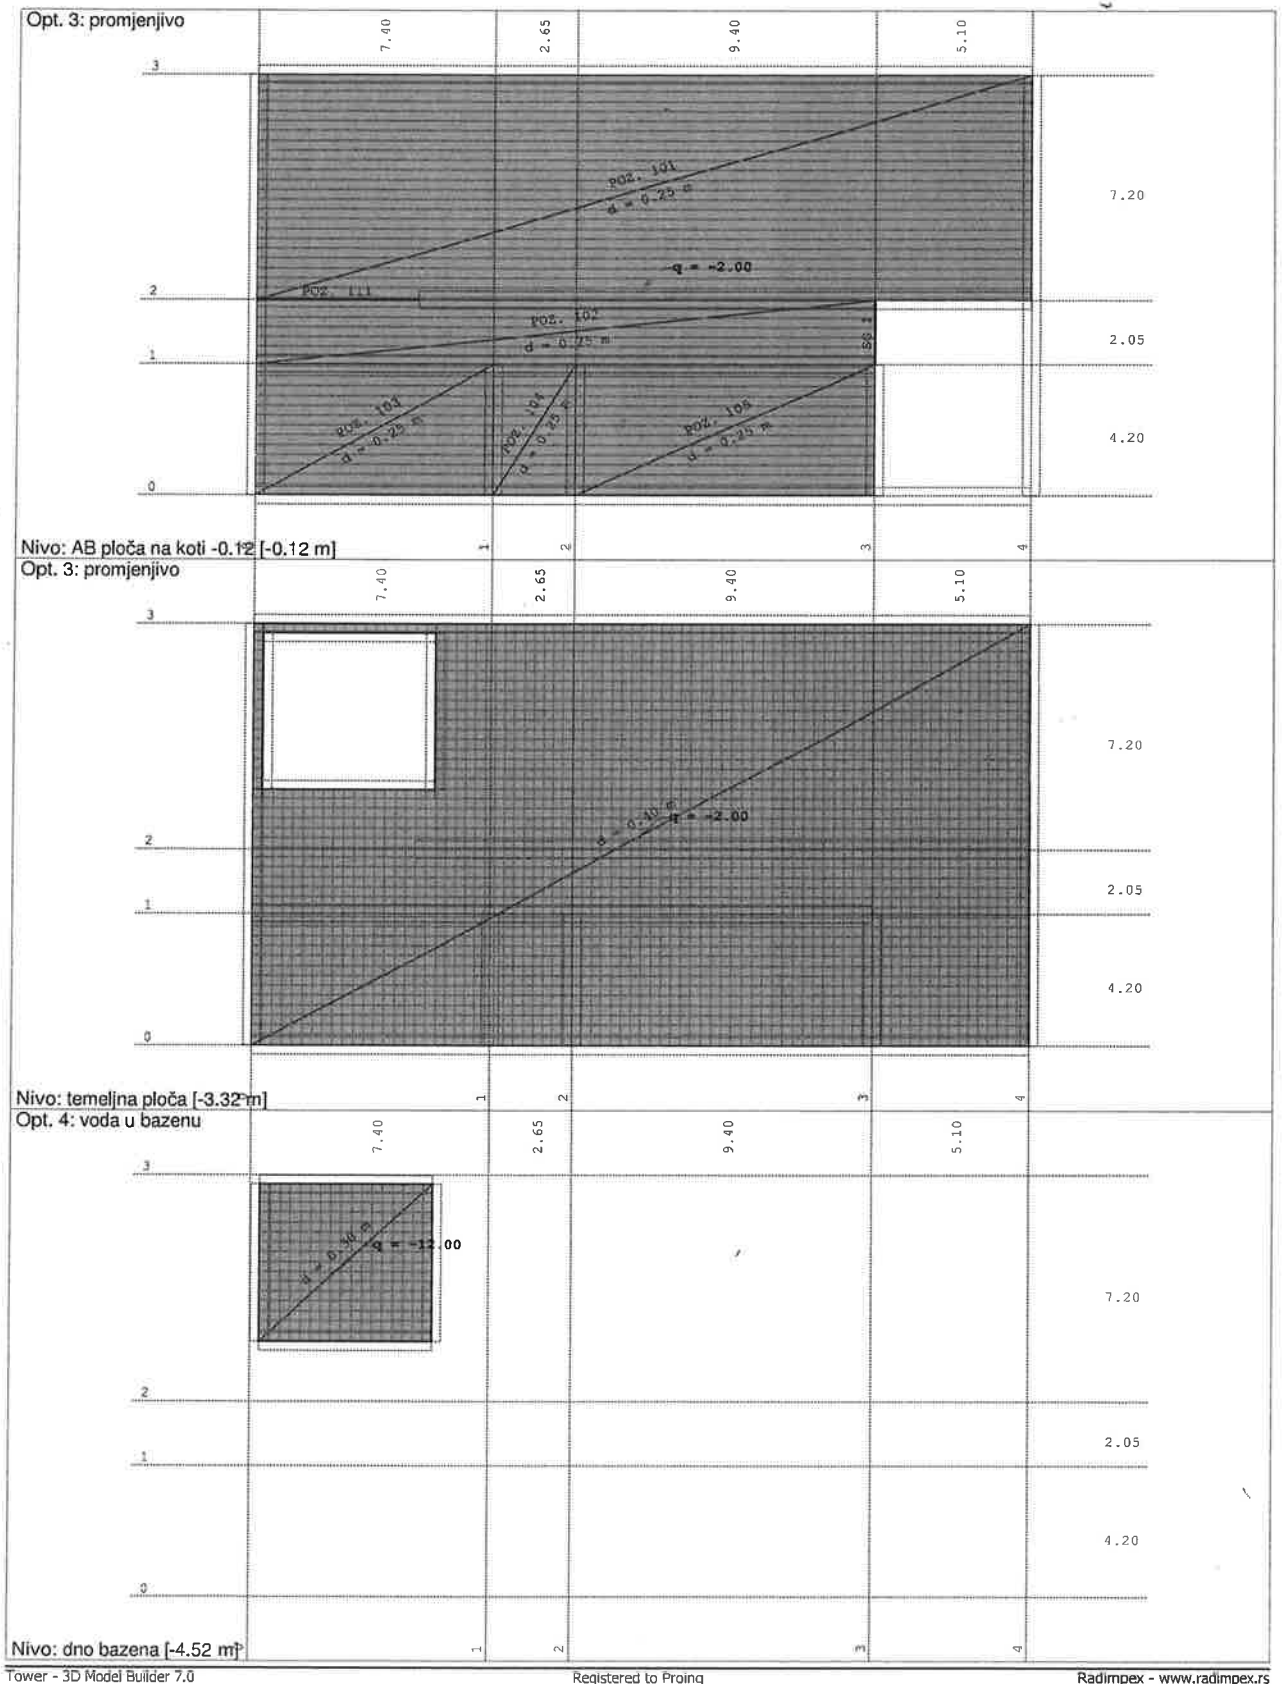 Opt. 3: promjenjivo
7.40
2.65
9.40
5.10
3
POZ. 101
d = 0.25 m
7.20
q = -2.00
2
POZ. 111
POZ. 102
d = 0.25 m
2.05
1
POZ. 103
d = 0.25 m
POZ. 104
d = 0.25
POZ. 105
d = 0.25 m
4.20
0
Nivo: AB ploča na koti -0.12 [-0.12 m]
1
2
3
4
Opt. 3: promjenjivo
7.40
2.65
9.40
5.10
3
7.20
d = 0.40 m
q = -2.00
2
2.05
1
4.20
0
Nivo: temeljna ploča [-3.32 m]
1
2
3
4
Opt. 4: voda u bazenu
7.40
2.65
9.40
5.10
3
d = 0.30 m
q = -12.00
7.20
2
2.05
1
4.20
0
Nivo: dno bazena [-4.52 m]
1
2
3
4
Tower - 3D Model Builder 7.0
Registered to Proing
Radimpex - www.radimpex.rs